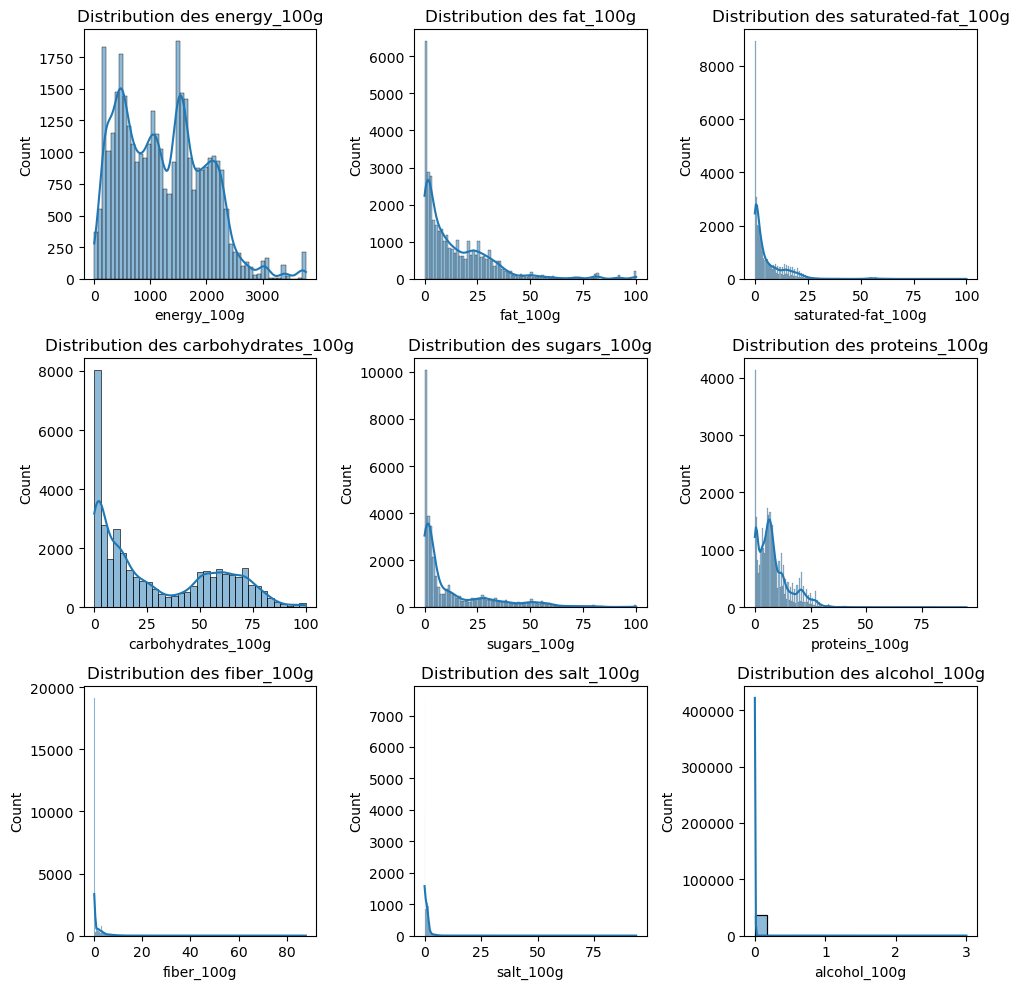 Distribution des energy_100g
Distribution des fat_100g
Distribution des saturated-fat_100g
Count
1750
1500
1250
1000
750
500
250
0
0 1000 2000 3000
energy_100g
Count
6000
5000
4000
3000
2000
1000
0
0 25 50 75 100
fat_100g
Count
8000
6000
4000
2000
0
0 25 50 75 100
saturated-fat_100g
Distribution des carbohydrates_100g
Distribution des sugars_100g
Distribution des proteins_100g
Count
8000
6000
4000
2000
0
0 25 50 75 100
carbohydrates_100g
Count
10000
8000
6000
4000
2000
0
0 25 50 75 100
sugars_100g
Count
4000
3000
2000
1000
0
0 25 50 75
proteins_100g
Distribution des fiber_100g
Distribution des salt_100g
Distribution des alcohol_100g
Count
20000
15000
10000
5000
0
0 20 40 60 80
fiber_100g
Count
7000
6000
5000
4000
3000
2000
1000
0
0 25 50 75
salt_100g
Count
400000
300000
200000
100000
0
0 1 2 3
alcohol_100g